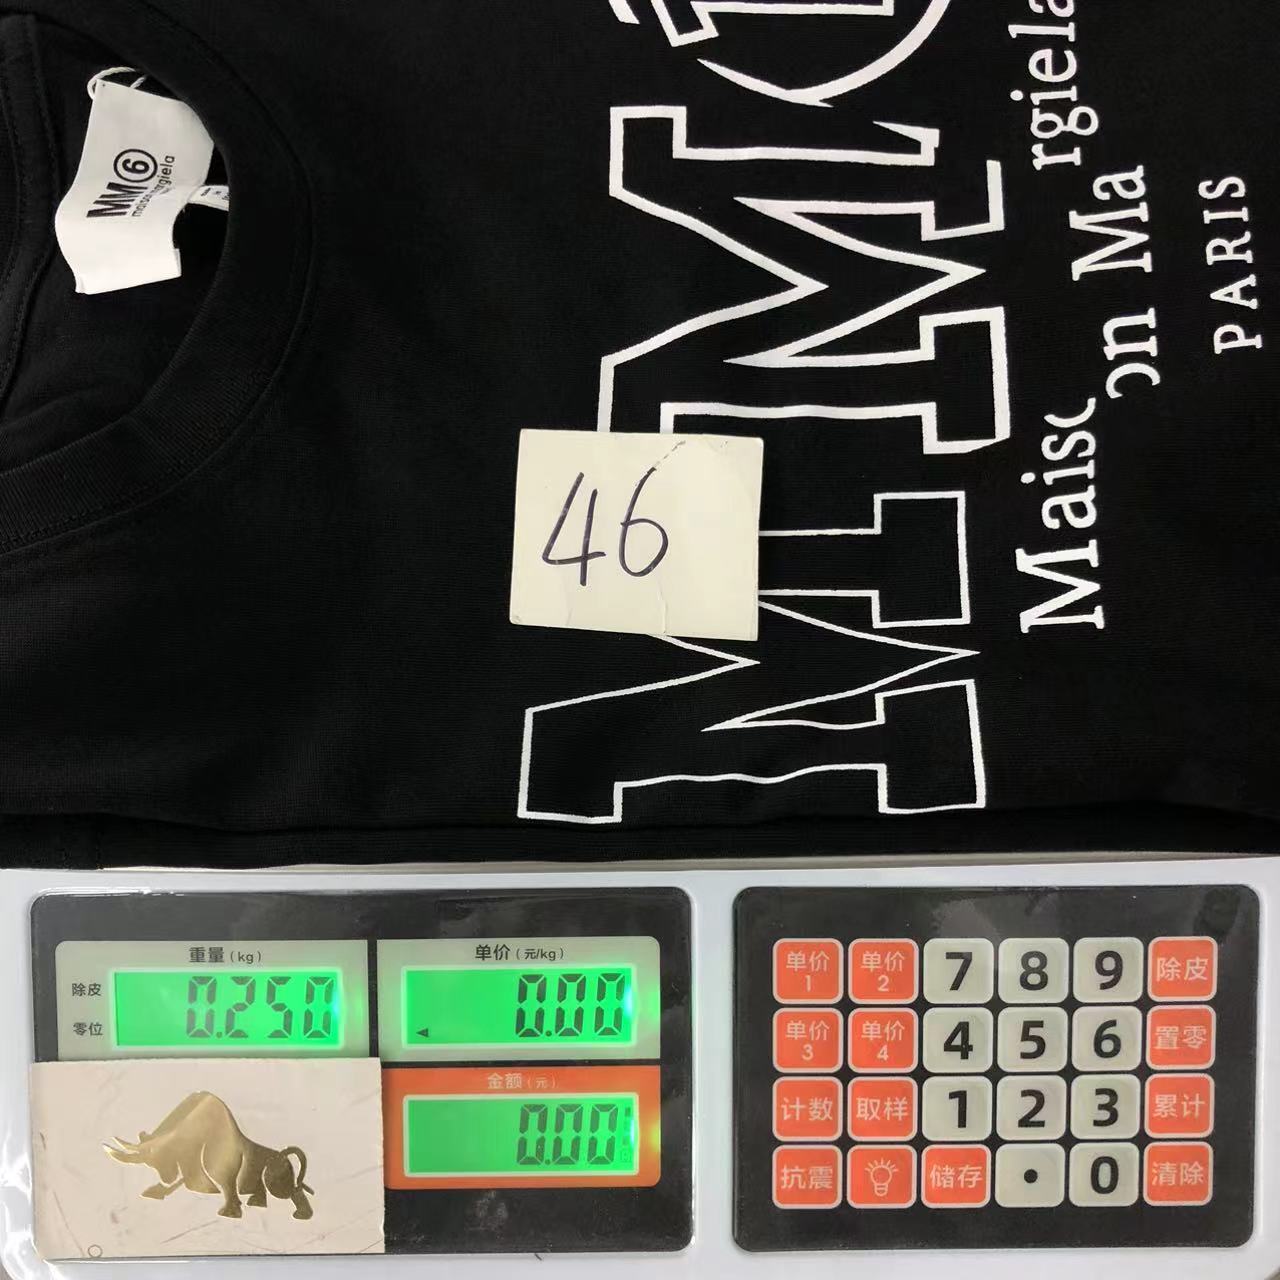 MM6
maison margiela
MM6
Maison Margiela
PARIS
46
重量(kg)
单价(元/kg)
除皮
零位
0.250
0.00
金额(元)
0.00
单价1 单价2 7 8 9 除皮
单价3 单价4 4 5 6 置零
计数 取样 1 2 3 累计
抗震 储存 · 0 清除